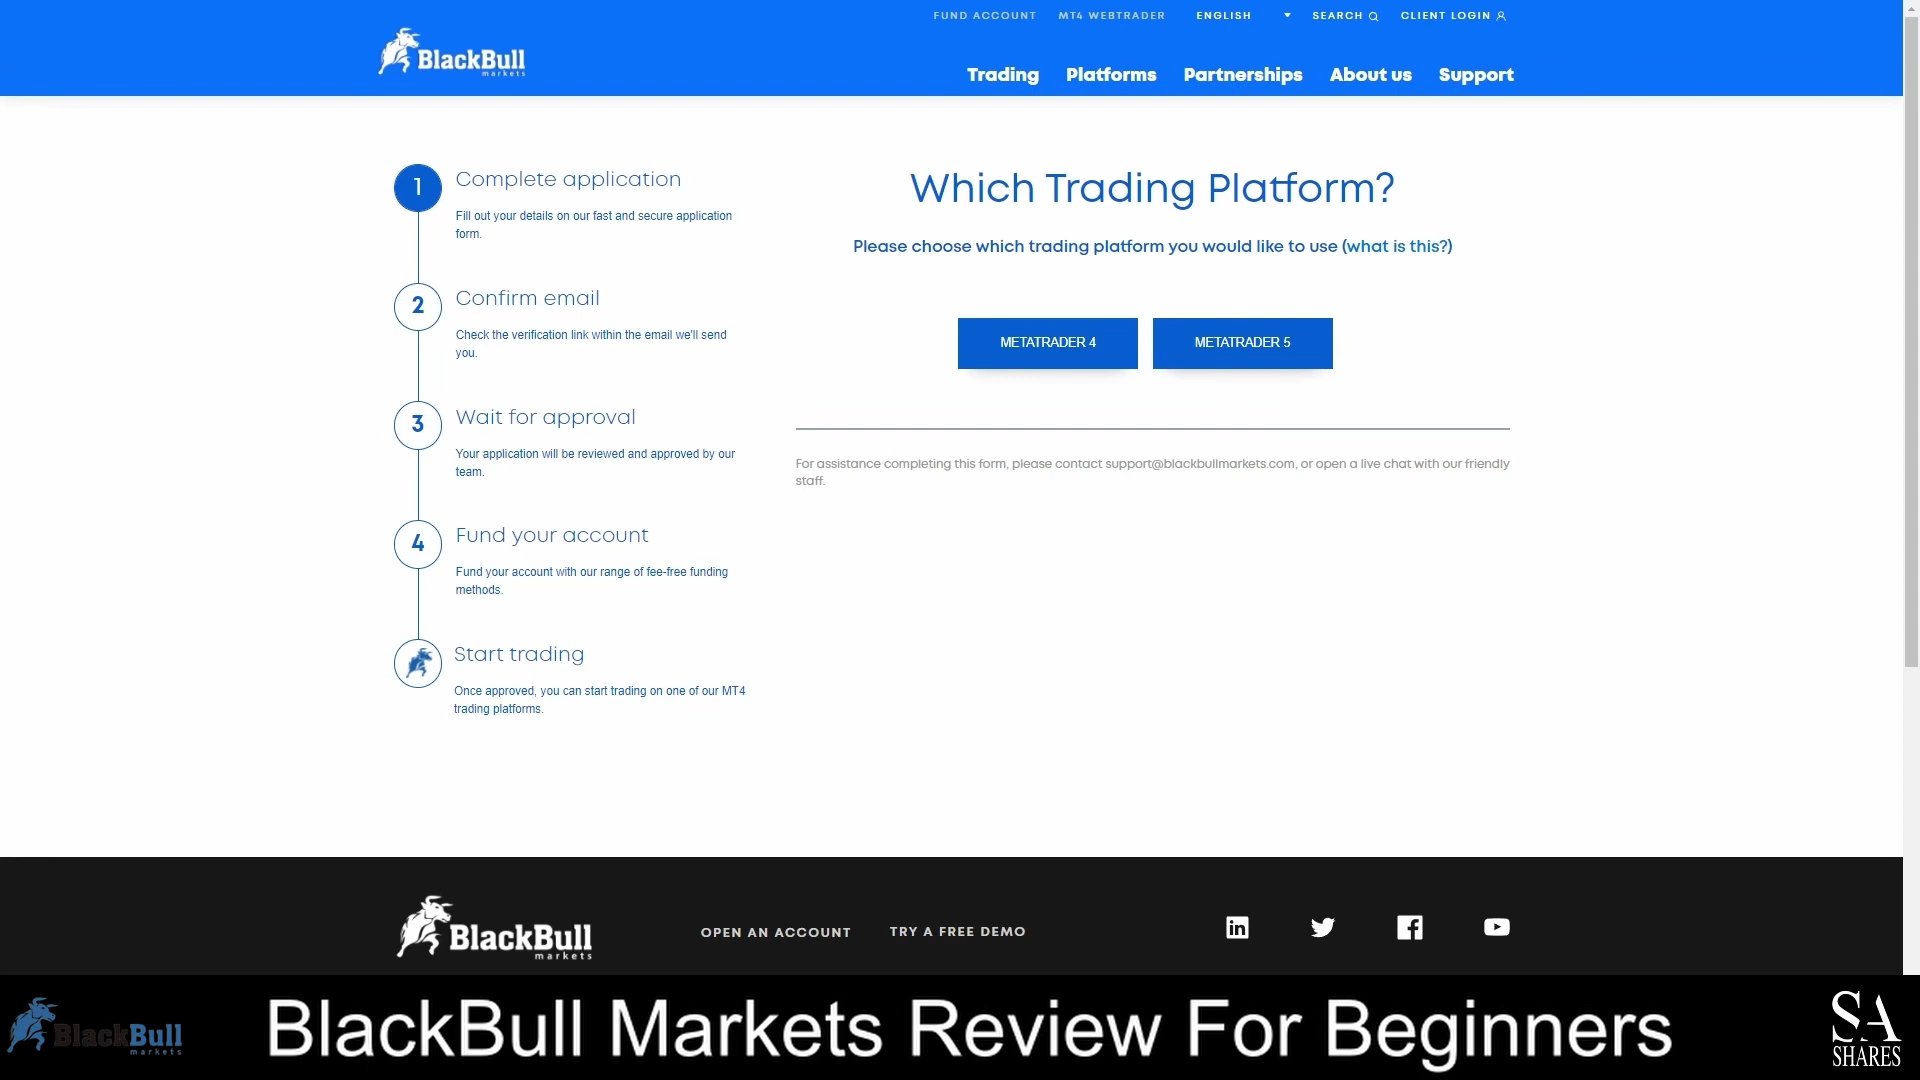 FUND ACCOUNT MT4 WEBTRADER ENGLISH SEARCH CLIENT LOGIN
BlackBull
markets
Trading Platforms Partnerships About us Support
1
Complete application
Fill out your details on our fast and secure application
form.
2
Confirm email
Check the verification link within the email we'll send
you.
3
Wait for approval
Your application will be reviewed and approved by our
team.
4
Fund your account
Fund your account with our range of fee-free funding
methods.
Start trading
Once approved, you can start trading on one of our MT4
trading platforms.
Which Trading Platform?
Please choose which trading platform you would like to use (what is this?)
METATRADER 4 METATRADER 5
For assistance completing this form, please contact support@blackbullmarkets.com, or open a live chat with our friendly
staff.
BlackBull
markets
OPEN AN ACCOUNT TRY A FREE DEMO
BlackBull
markets
BlackBull Markets Review For Beginners
SA
SHARES